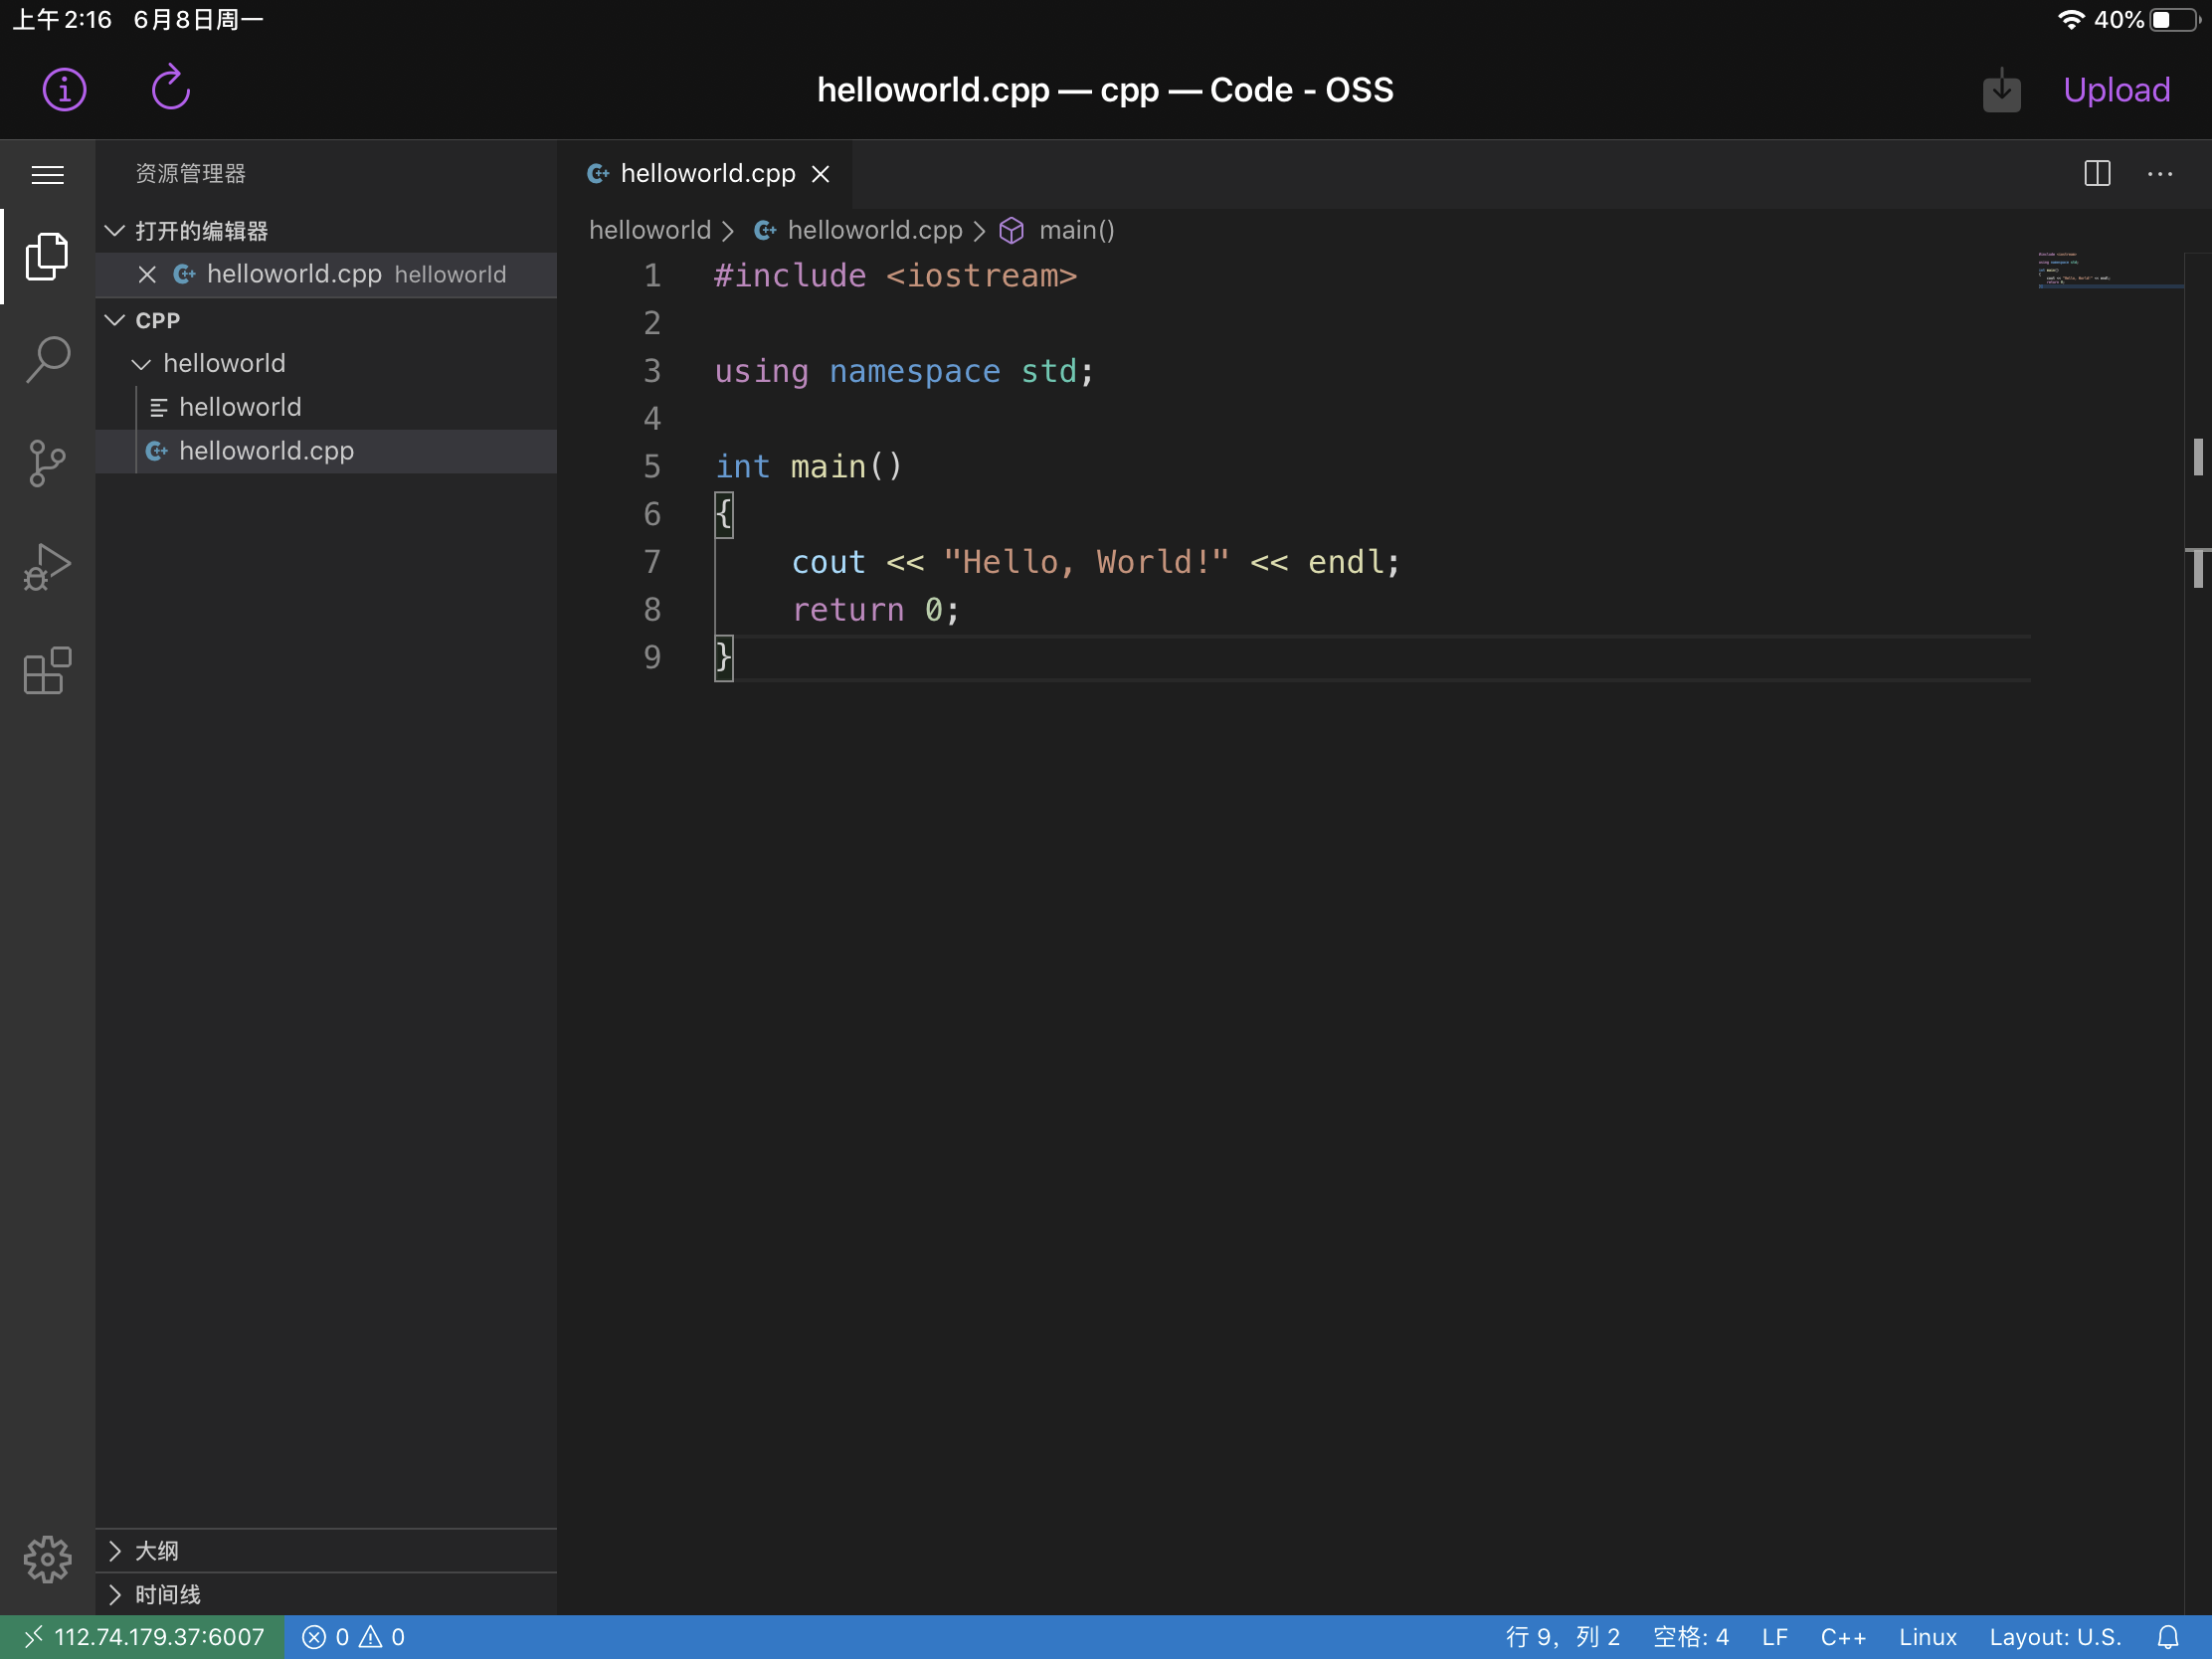 上午2:16 6月8日周一 40%
helloworld.cpp — cpp — Code - OSS
Upload
资源管理器
打开的编辑器
helloworld.cpp helloworld
CPP
helloworld
helloworld
helloworld.cpp
大纲
时间线
helloworld.cpp
helloworld > helloworld.cpp > main()
1 #include <iostream>
2
3 using namespace std;
4
5 int main()
6 {
7     cout << "Hello, World!" << endl;
8     return 0;
9 }
112.74.179.37:6007 0 0 行 9，列 2 空格: 4 LF C++ Linux Layout: U.S.